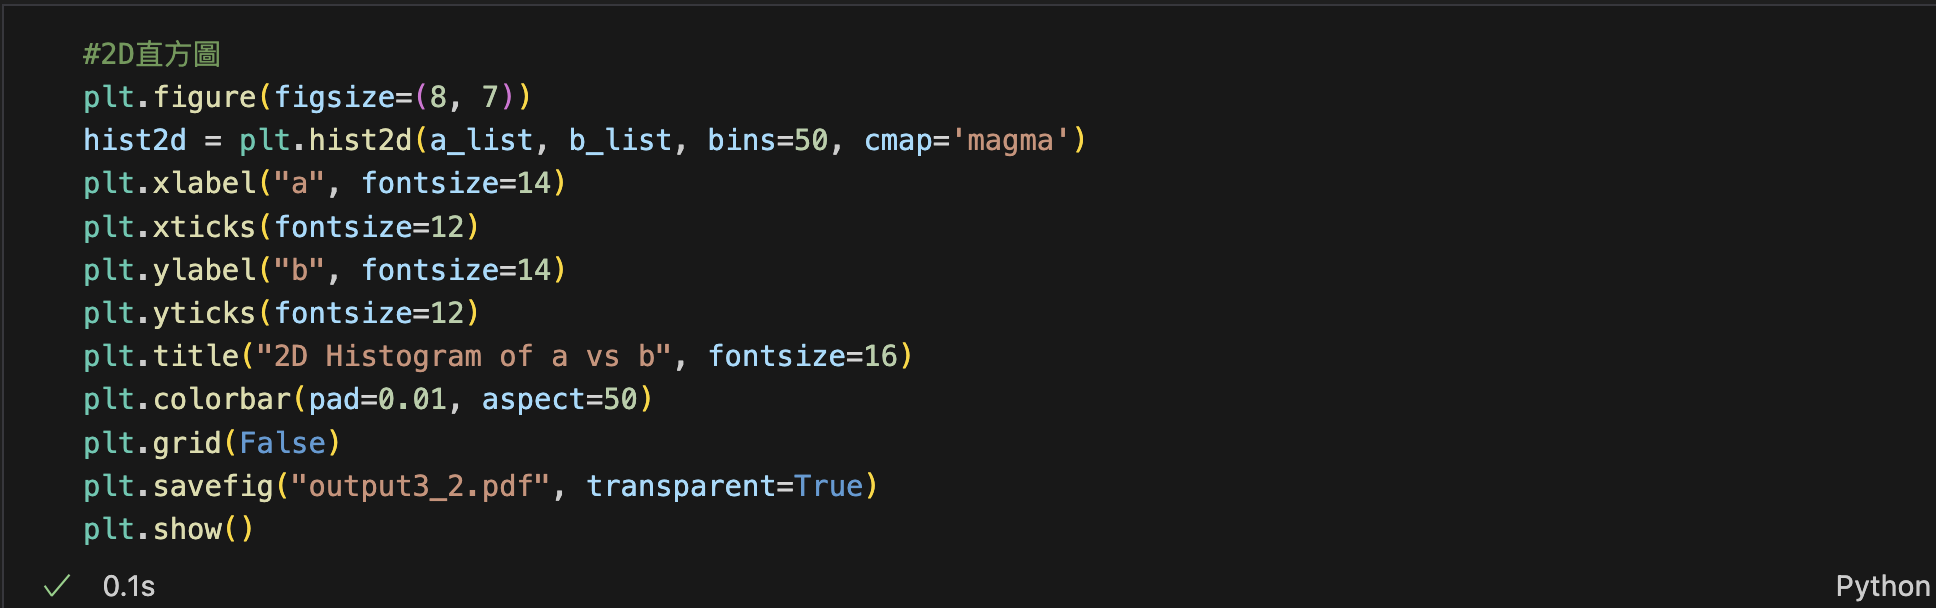 #2D直方圖
plt.figure(figsize=(8, 7))
hist2d = plt.hist2d(a_list, b_list, bins=50, cmap='magma')
plt.xlabel("a", fontsize=14)
plt.xticks(fontsize=12)
plt.ylabel("b", fontsize=14)
plt.yticks(fontsize=12)
plt.title("2D Histogram of a vs b", fontsize=16)
plt.colorbar(pad=0.01, aspect=50)
plt.grid(False)
plt.savefig("output3_2.pdf", transparent=True)
plt.show()
0.1s
Python